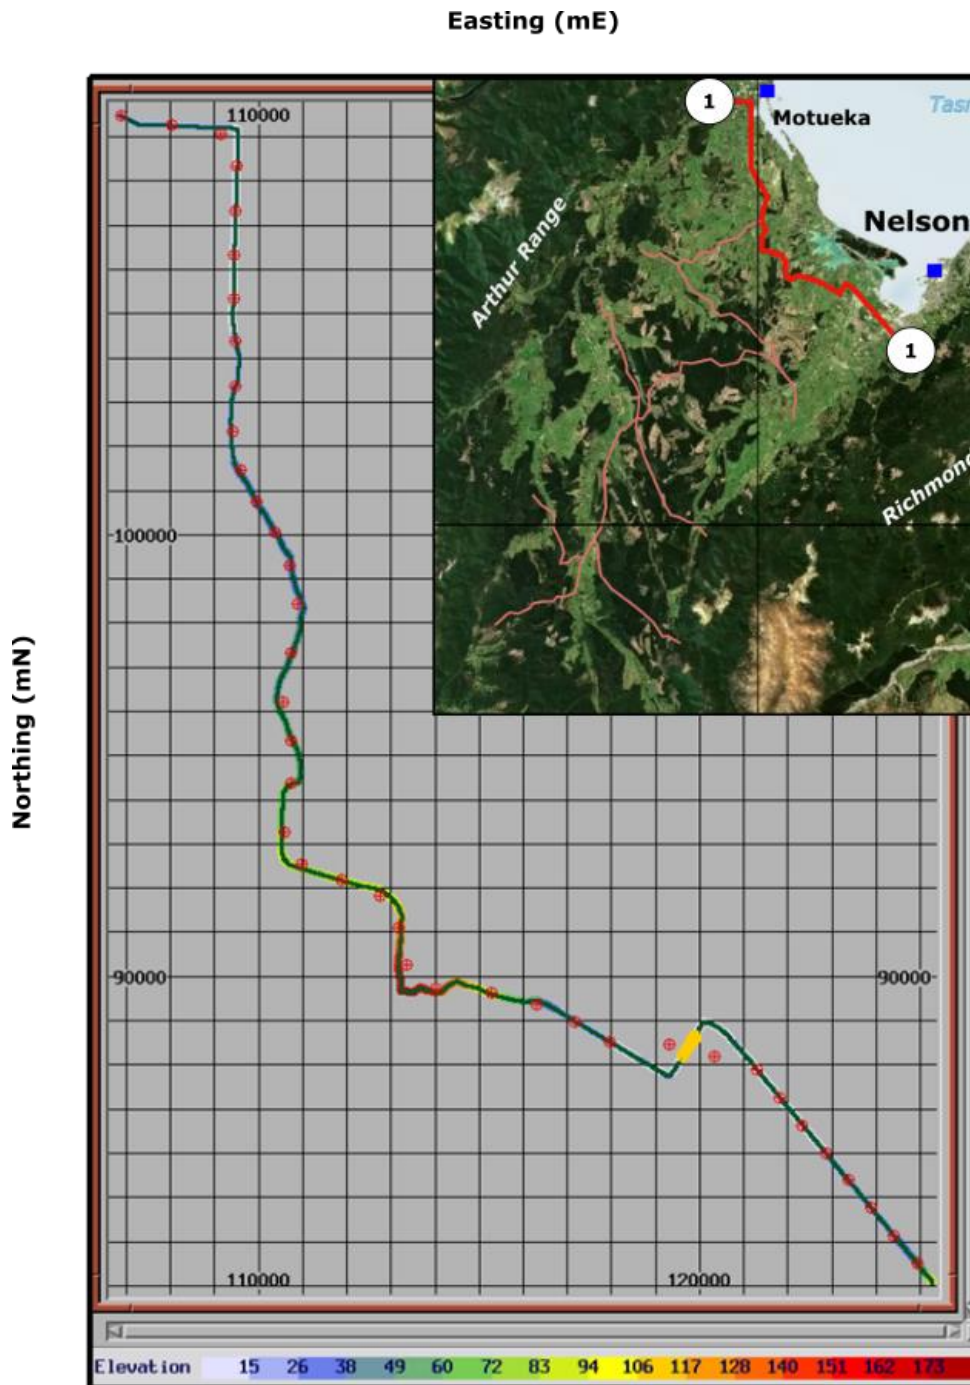 Easting (mE)
110000
1
Motueka
Tasr
Nelson
Arthur Range
1
Richmond
100000
Northing (mN)
90000
90000
110000
120000
Elevation 15 26 38 49 60 72 83 94 106 117 128 140 151 162 173